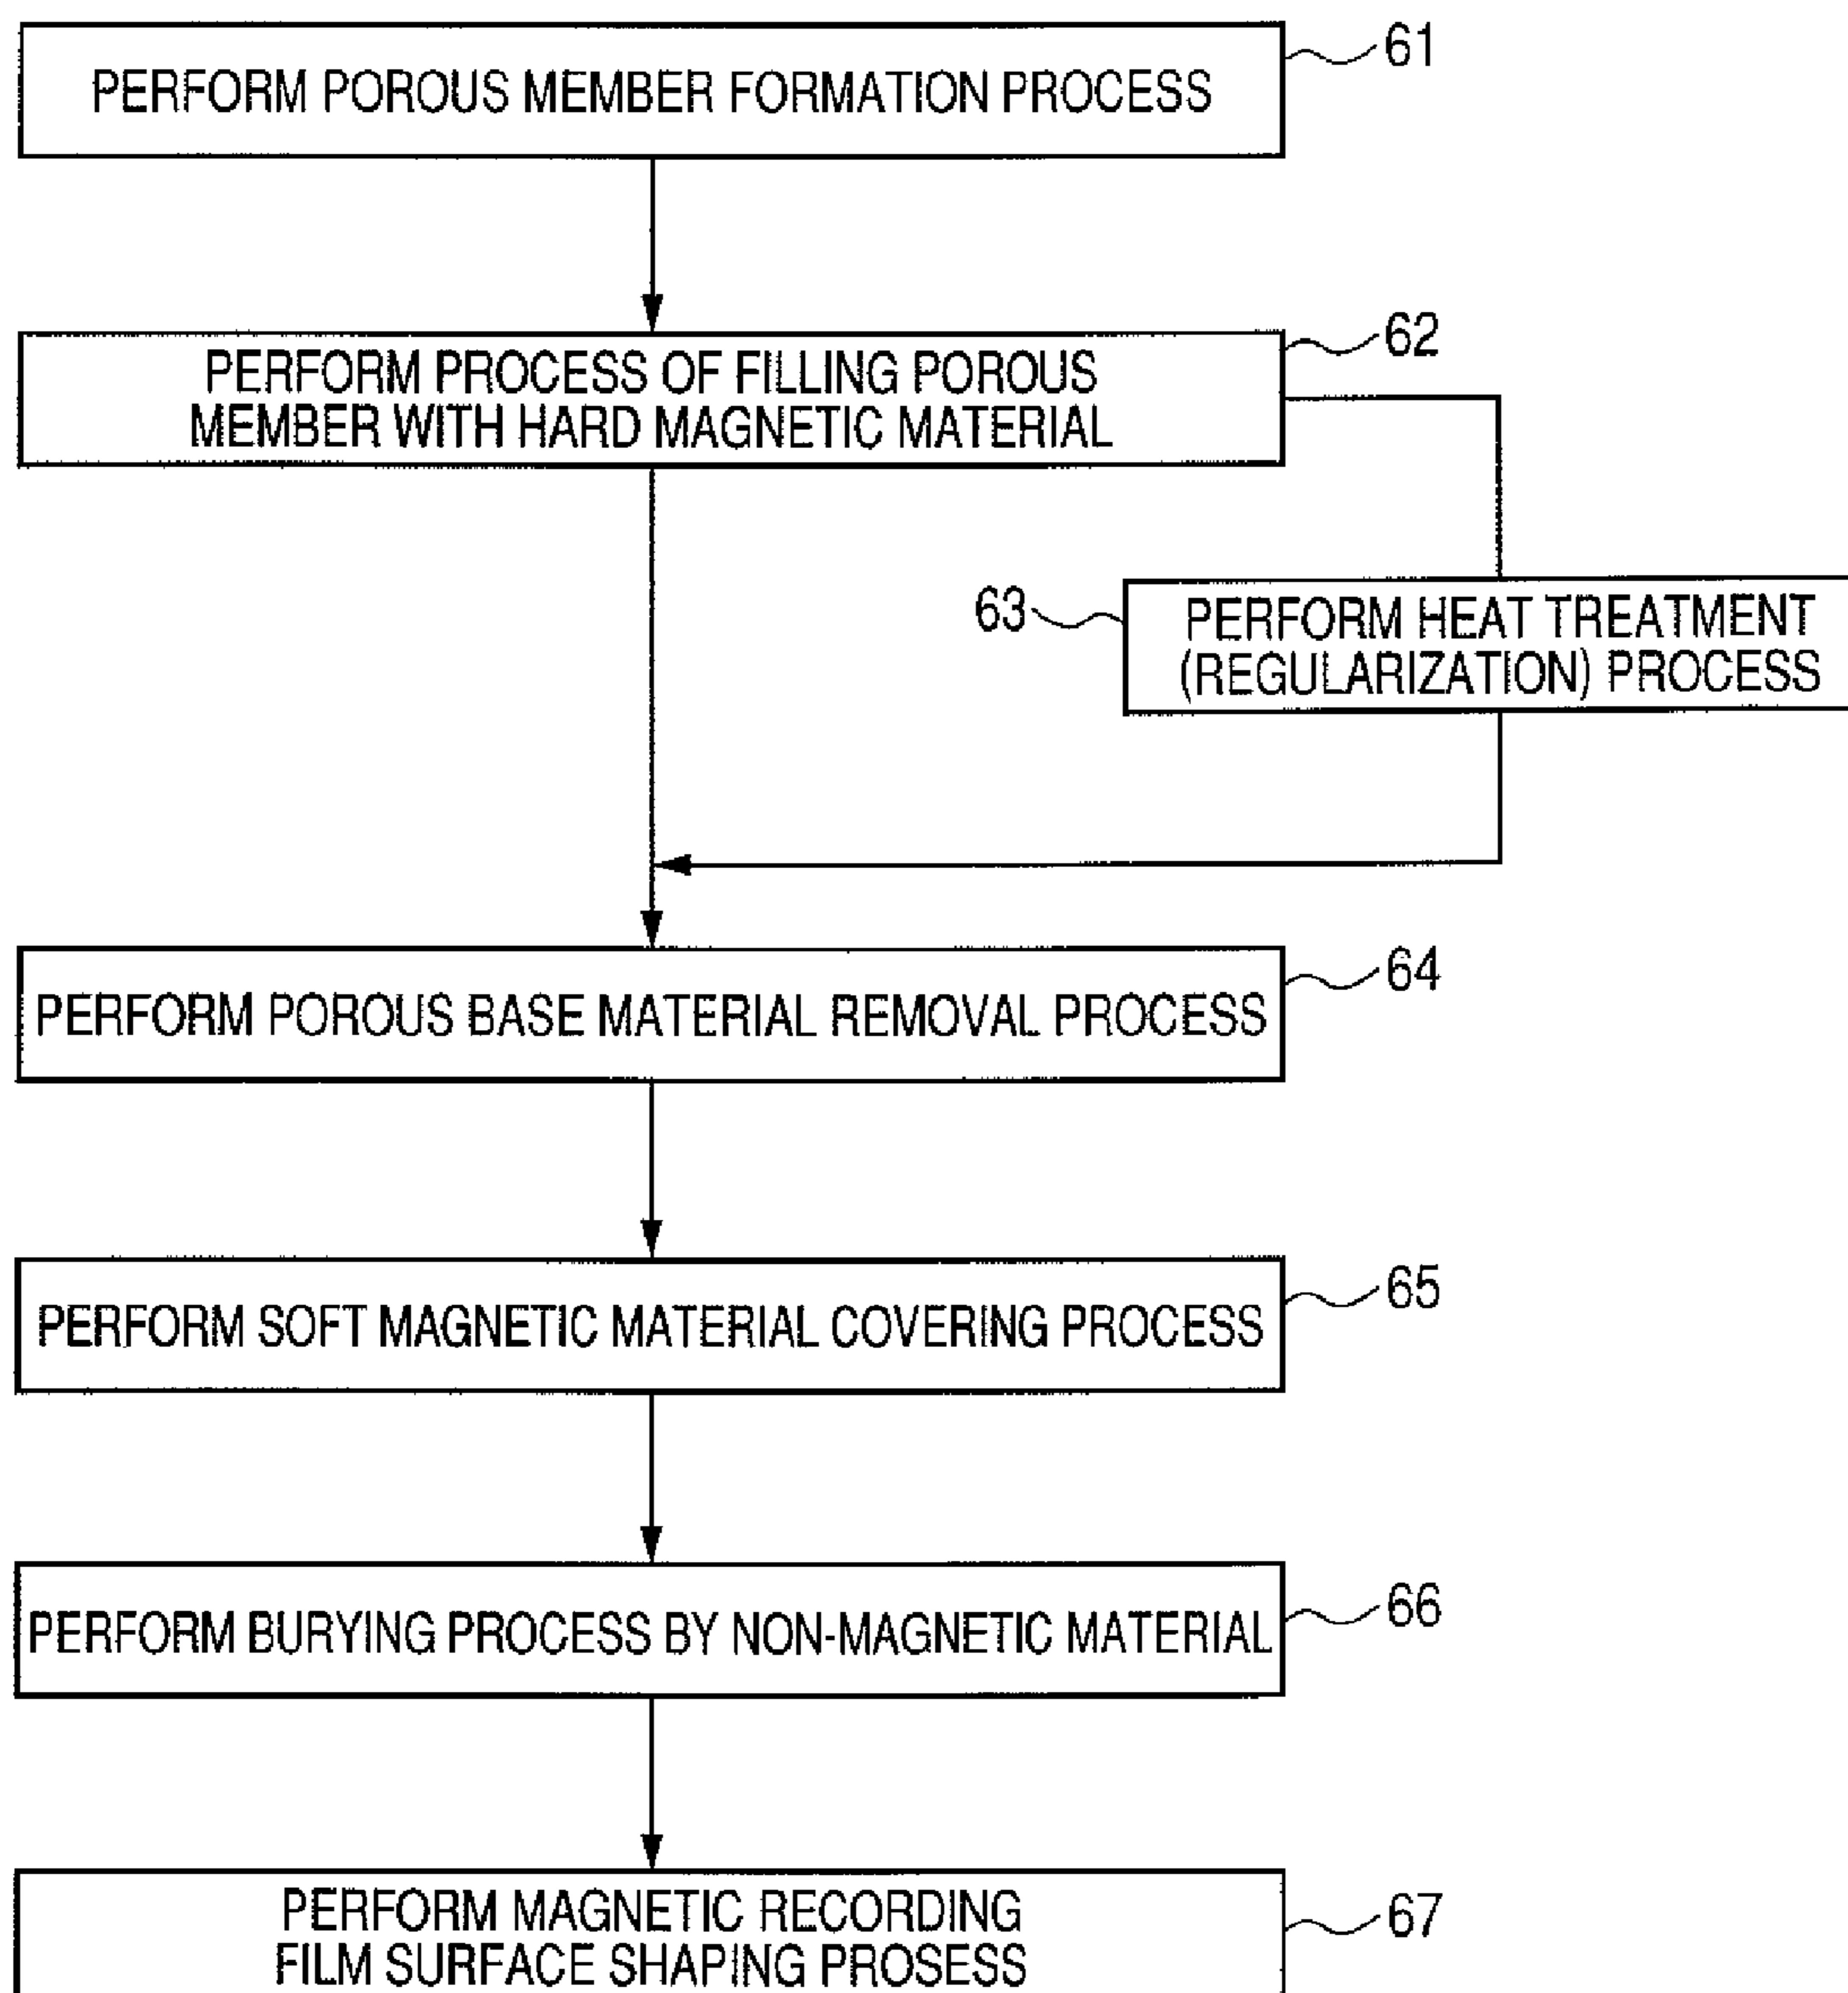 61
PERFORM POROUS MEMBER FORMATION PROCESS
62
PERFORM PROCESS OF FILLING POROUS
MEMBER WITH HARD MAGNETIC MATERIAL
63
PERFORM HEAT TREATMENT
(REGULARIZATION) PROCESS
64
PERFORM POROUS BASE MATERIAL REMOVAL PROCESS
65
PERFORM SOFT MAGNETIC MATERIAL COVERING PROCESS
66
PERFORM BURYING PROCESS BY NON-MAGNETIC MATERIAL
67
PERFORM MAGNETIC RECORDING
FILM SURFACE SHAPING PROSESS